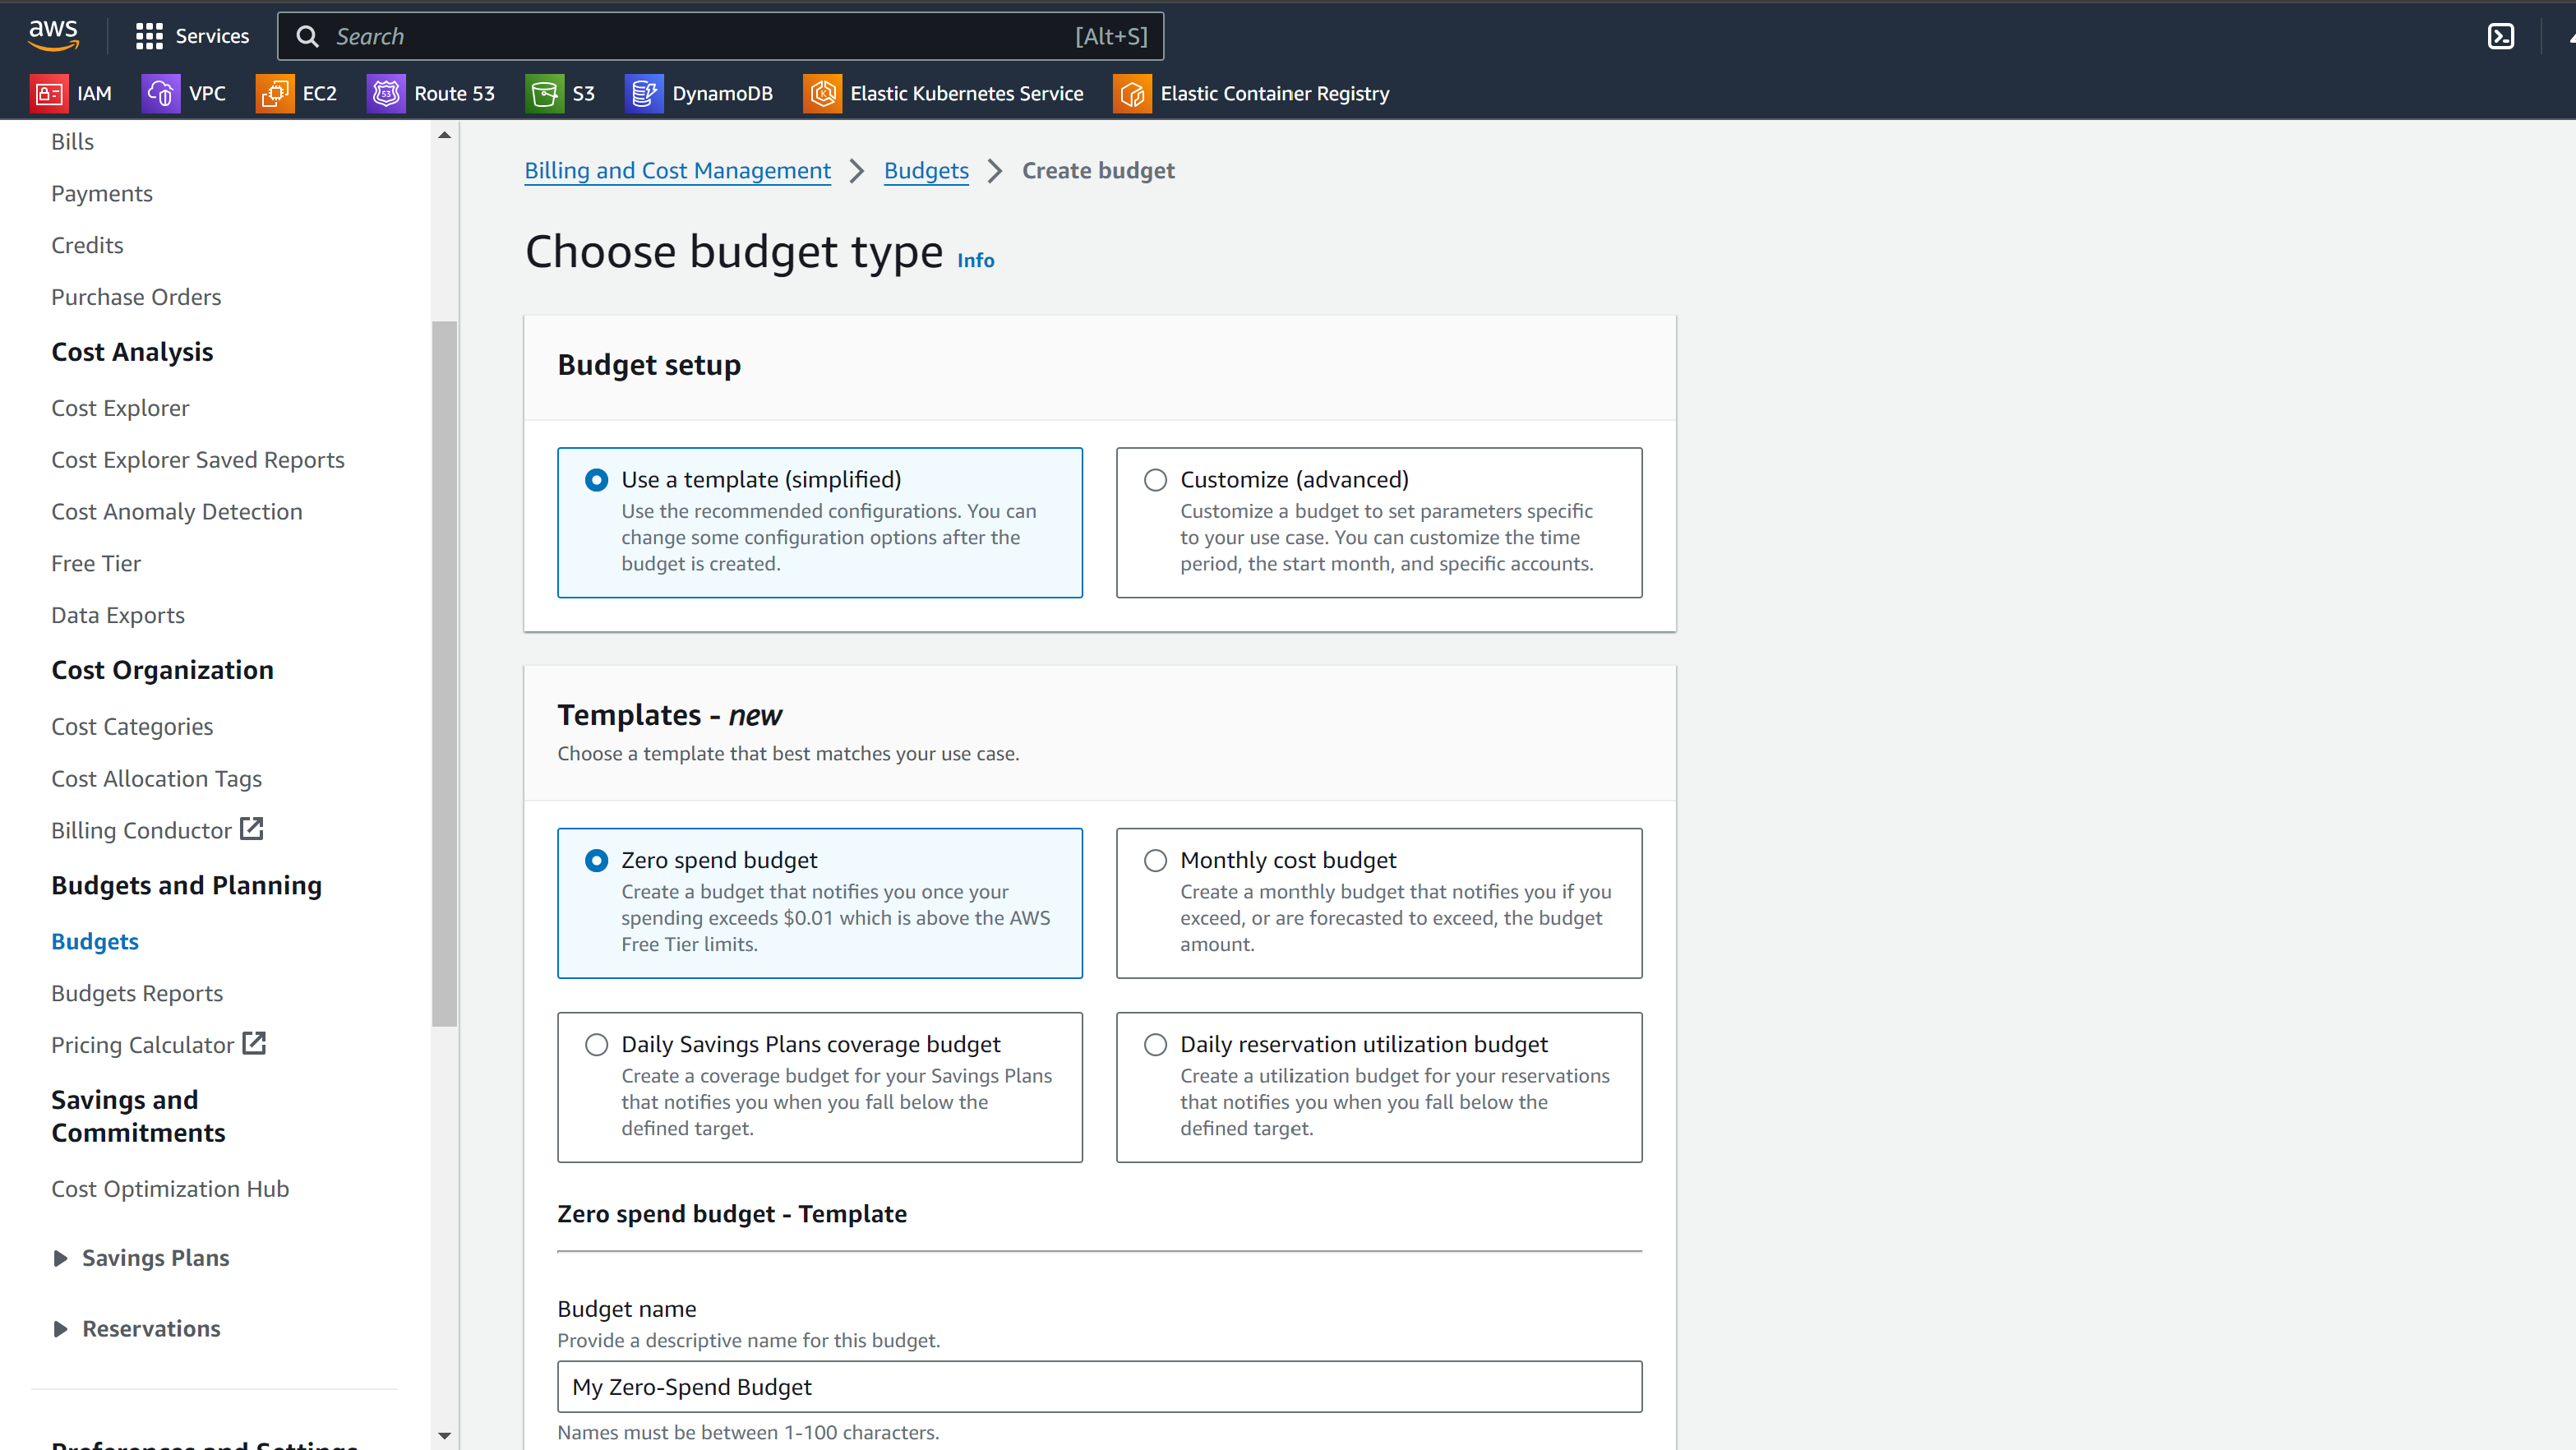 aws
Services
Search
[Alt+S]
IAM
VPC
EC2
53
Route 53
S3
DynamoDB
K
Elastic Kubernetes Service
Elastic Container Registry
Bills
Payments
Credits
Purchase Orders
Cost Analysis
Cost Explorer
Cost Explorer Saved Reports
Cost Anomaly Detection
Free Tier
Data Exports
Cost Organization
Cost Categories
Cost Allocation Tags
Billing Conductor
Budgets and Planning
Budgets
Budgets Reports
Pricing Calculator
Savings and
Commitments
Cost Optimization Hub
Savings Plans
Reservations
Preferences and Settings
Billing and Cost Management
Budgets
Create budget
Choose budget type Info
Budget setup
Use a template (simplified)
Use the recommended configurations. You can
change some configuration options after the
budget is created.
Customize (advanced)
Customize a budget to set parameters specific
to your use case. You can customize the time
period, the start month, and specific accounts.
Templates - new
Choose a template that best matches your use case.
Zero spend budget
Create a budget that notifies you once your
spending exceeds $0.01 which is above the AWS
Free Tier limits.
Monthly cost budget
Create a monthly budget that notifies you if you
exceed, or are forecasted to exceed, the budget
amount.
Daily Savings Plans coverage budget
Create a coverage budget for your Savings Plans
that notifies you when you fall below the
defined target.
Daily reservation utilization budget
Create a utilization budget for your reservations
that notifies you when you fall below the
defined target.
Zero spend budget - Template
Budget name
Provide a descriptive name for this budget.
My Zero-Spend Budget
Names must be between 1-100 characters.